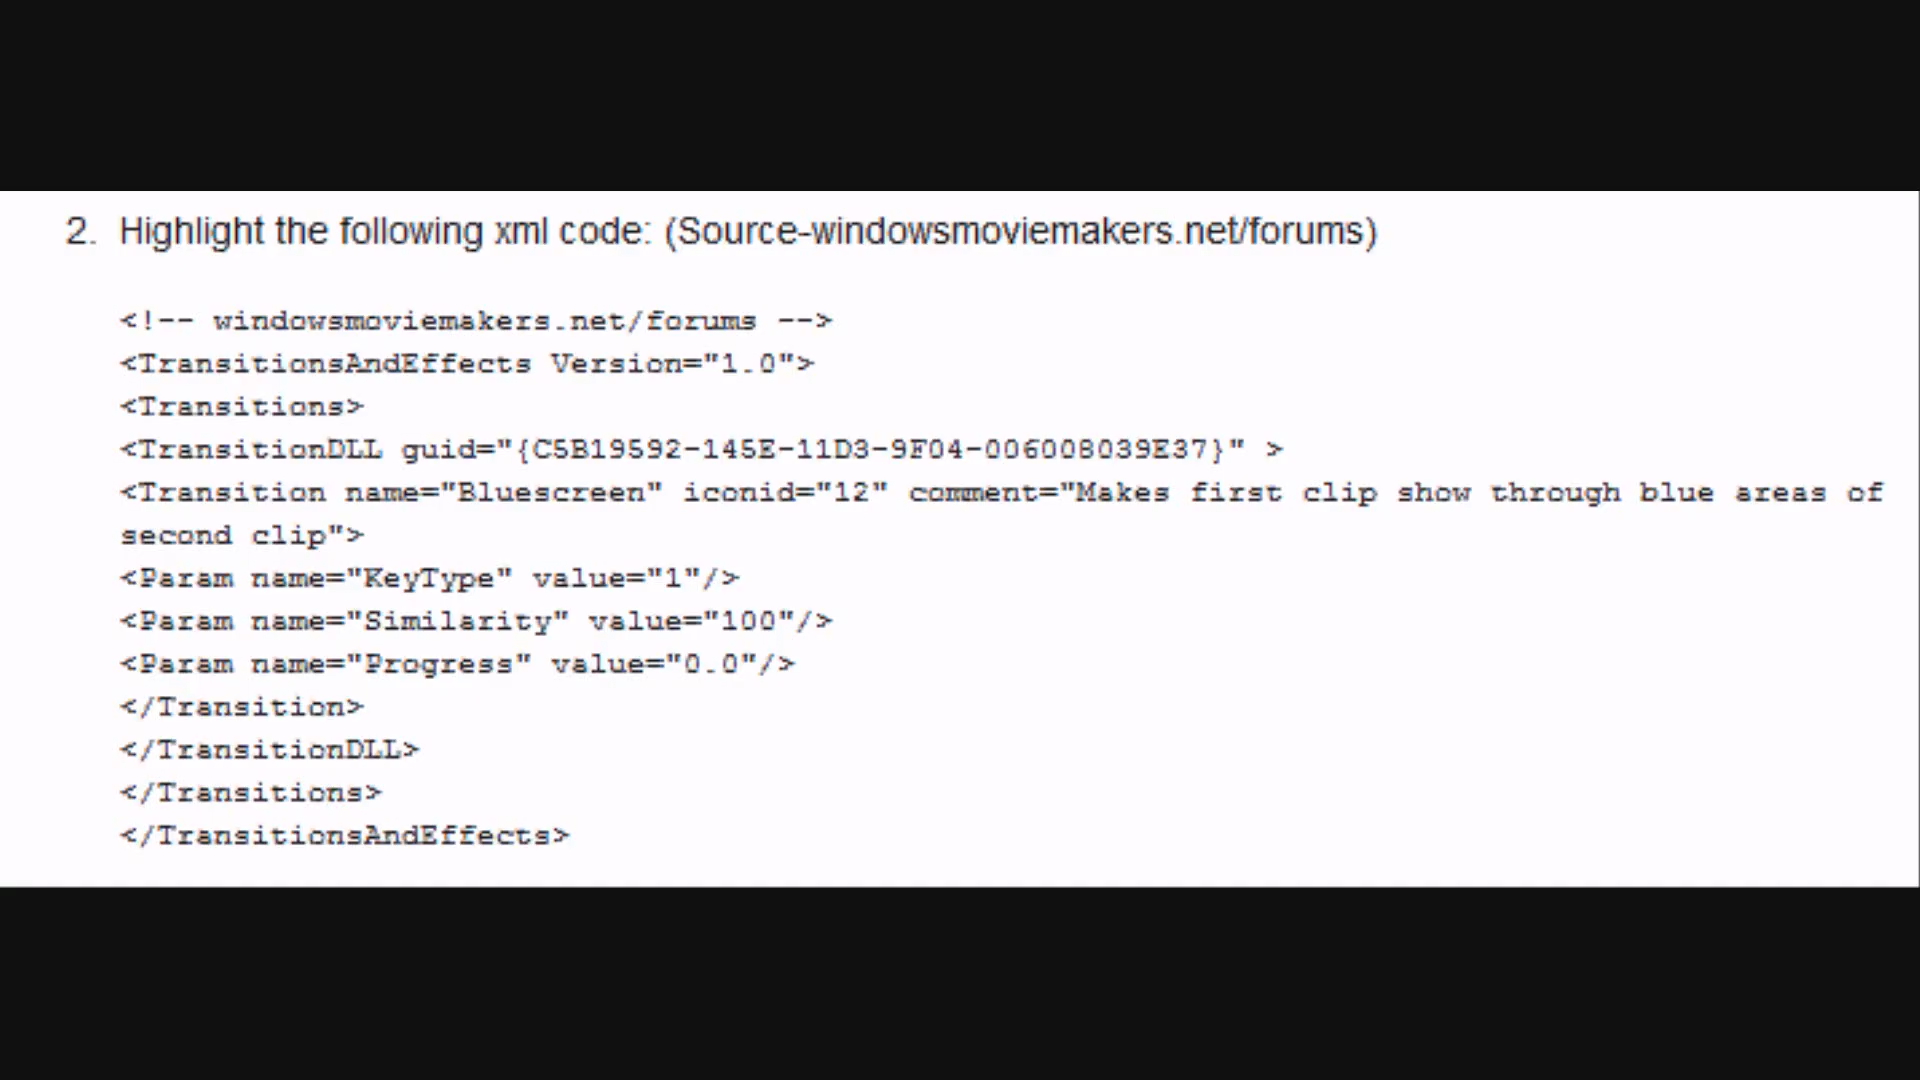 2. Highlight the following xml code: (Source-windowsmoviemakers.net/forums)
<!-- windowsmoviemakers.net/forums -->
<TransitionsAndEffects Version="1.0">
<Transitions>
<TransitionDLL guid="{C5B19592-145E-11D3-9F04-006008039E37}" >
<Transition name="Bluescreen" iconid="12" comment="Makes first clip show through blue areas of
second clip">
<Param name="KeyType" value="1"/>
<Param name="Similarity" value="100"/>
<Param name="Progress" value="0.0"/>
</Transition>
</TransitionDLL>
</Transitions>
</TransitionsAndEffects>